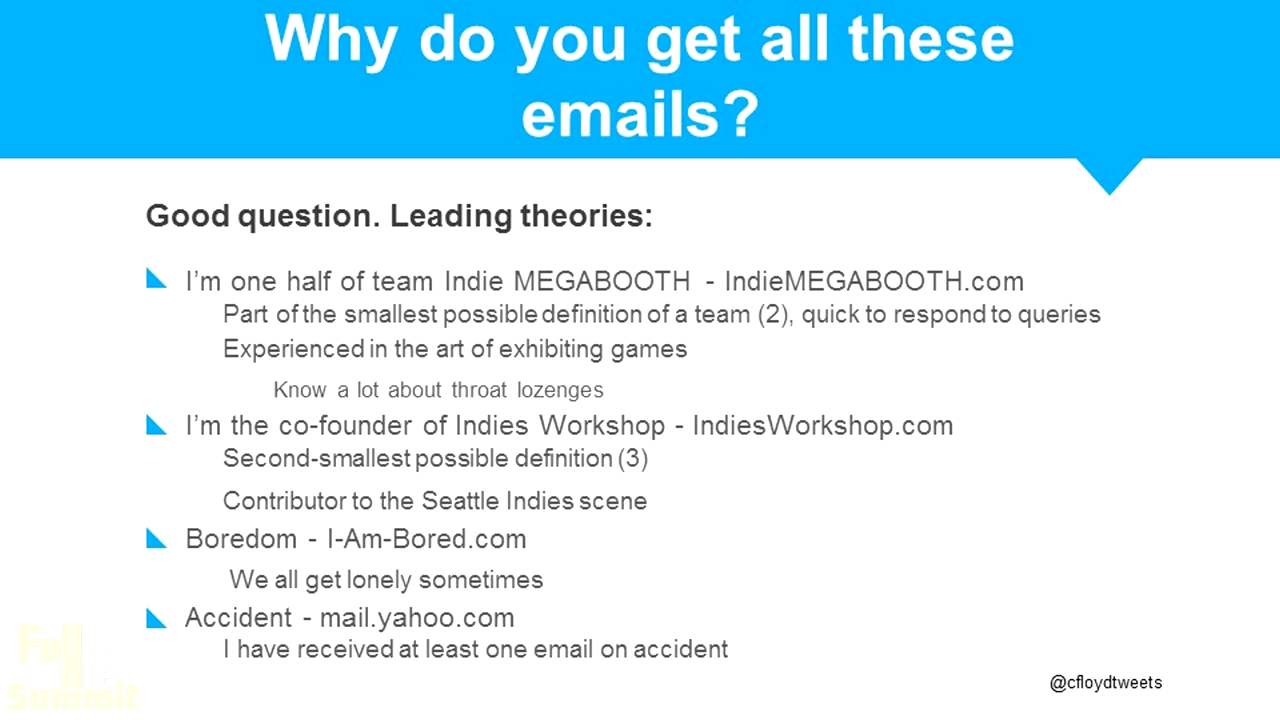 Why do you get all these
emails?
Good question. Leading theories:
I'm one half of team Indie MEGABOOTH - IndieMEGABOOTH.com
Part of the smallest possible definition of a team (2), quick to respond to queries
Experienced in the art of exhibiting games
Know a lot about throat lozenges
I'm the co-founder of Indies Workshop - IndiesWorkshop.com
Second-smallest possible definition (3)
Contributor to the Seattle Indies scene
Boredom - I-Am-Bored.com
We all get lonely sometimes
Accident - mail.yahoo.com
I have received at least one email on accident
@cfloydtweets
Full
Summit